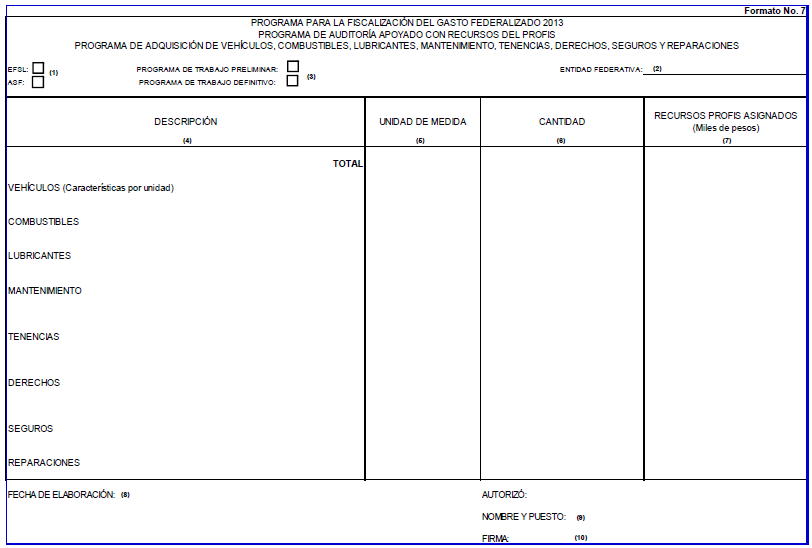 Formato No. 7
PROGRAMA PARA LA FISCALIZACIÓN DEL GASTO FEDERALIZADO 2013
PROGRAMA DE AUDITORÍA APOYADO CON RECURSOS DEL PROFIS
PROGRAMA DE ADQUISICIÓN DE VEHÍCULOS, COMBUSTIBLES, LUBRICANTES, MANTENIMIENTO, TENENCIAS, DERECHOS, SEGUROS Y REPARACIONES
EFSL: (1) PROGRAMA DE TRABAJO PRELIMINAR: (3) ENTIDAD FEDERATIVA: (2)
ASF: PROGRAMA DE TRABAJO DEFINITIVO:
DESCRIPCIÓN UNIDAD DE MEDIDA CANTIDAD RECURSOS PROFIS ASIGNADOS
(Miles de pesos)
(4) (5) (6) (7)
TOTAL
VEHÍCULOS (Características por unidad)
COMBUSTIBLES
LUBRICANTES
MANTENIMIENTO
TENENCIAS
DERECHOS
SEGUROS
REPARACIONES
FECHA DE ELABORACIÓN: (8) AUTORIZÓ:
NOMBRE Y PUESTO: (9)
FIRMA: (10)